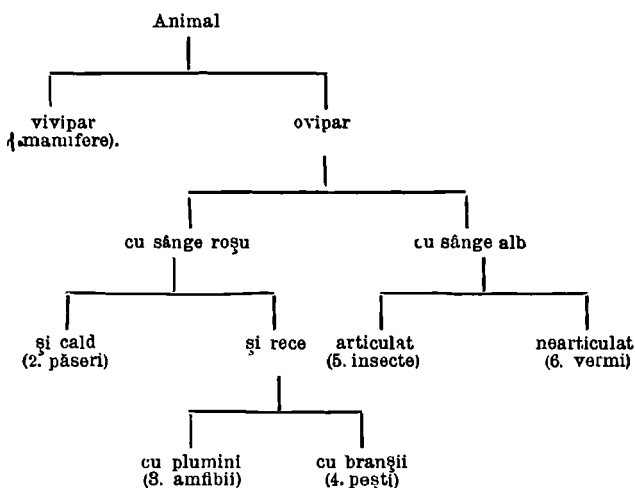 Animal
vivipar
(1. mamifere).
ovipar
cu sânge roşu
cu sânge alb
şi cald
(2. păseri)
şi rece
articulat
(5. insecte)
nearticulat
(6. vermi)
cu plumini
(3. amfibii)
cu branşii
(4. peşti)